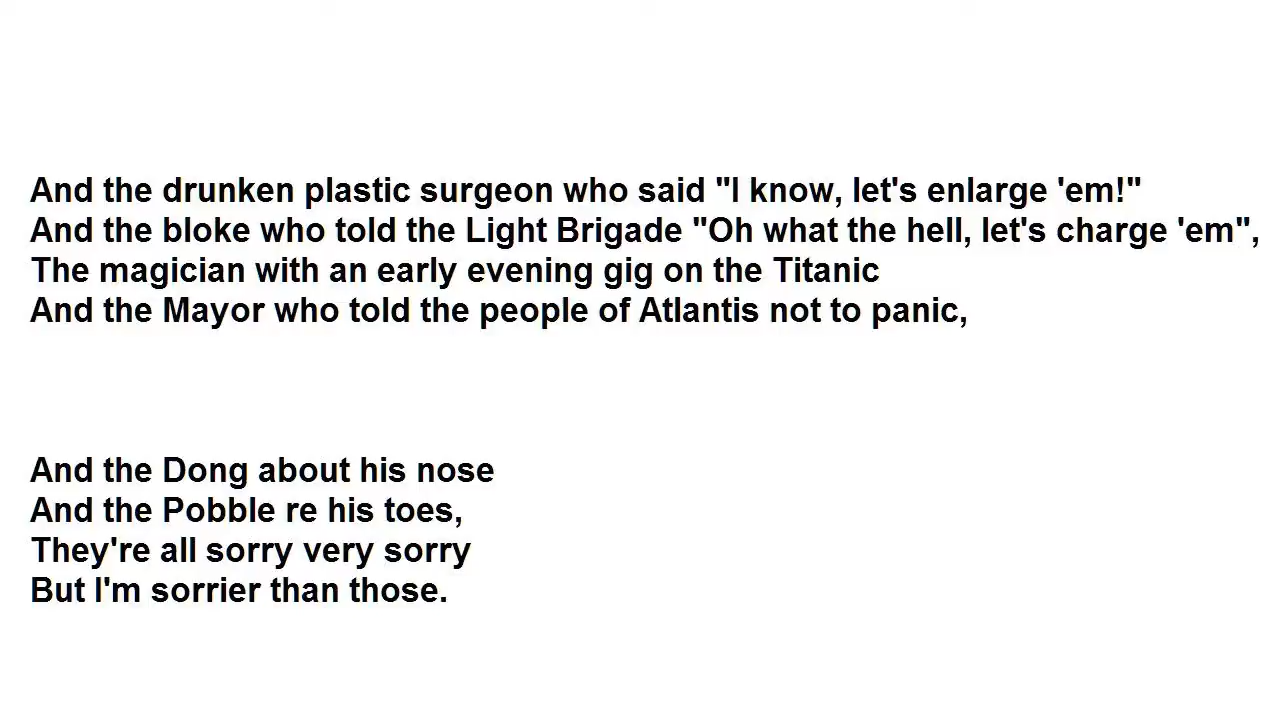 And the drunken plastic surgeon who said "I know, let's enlarge 'em!"
And the bloke who told the Light Brigade "Oh what the hell, let's charge 'em",
The magician with an early evening gig on the Titanic
And the Mayor who told the people of Atlantis not to panic,
And the Dong about his nose
And the Pobble re his toes,
They're all sorry very sorry
But I'm sorrier than those.